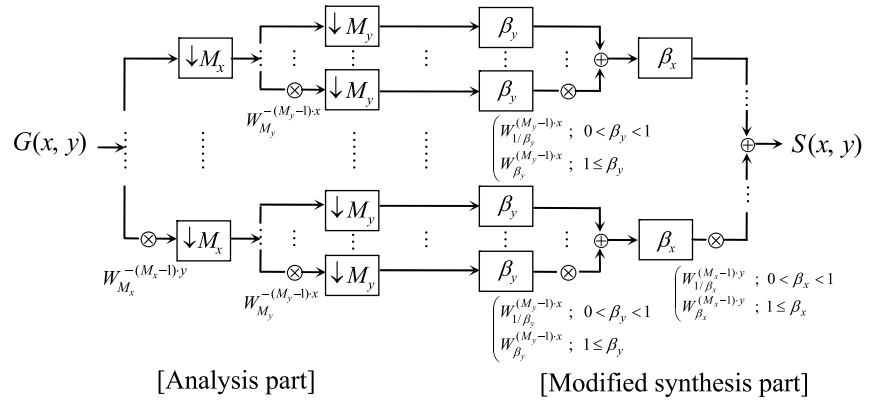 ↓M_y
β_y
↓M_x
β_x
↓M_y
β_y
W_{M_y}^{-(M_y-1)·x}
W_{1/β_y}^{(M_y-1)·x} ; 0 < β_y < 1
W_{β_y}^{(M_y-1)·x} ; 1 ≤ β_y
G(x, y)
S(x, y)
↓M_y
β_y
↓M_x
β_x
↓M_y
β_y
W_{M_x}^{-(M_x-1)·y}
W_{M_y}^{-(M_y-1)·x}
W_{1/β_y}^{(M_y-1)·x} ; 0 < β_y < 1
W_{β_y}^{(M_y-1)·x} ; 1 ≤ β_y
W_{1/β_x}^{(M_x-1)·y} ; 0 < β_x < 1
W_{β_x}^{(M_x-1)·y} ; 1 ≤ β_x
[Analysis part]
[Modified synthesis part]